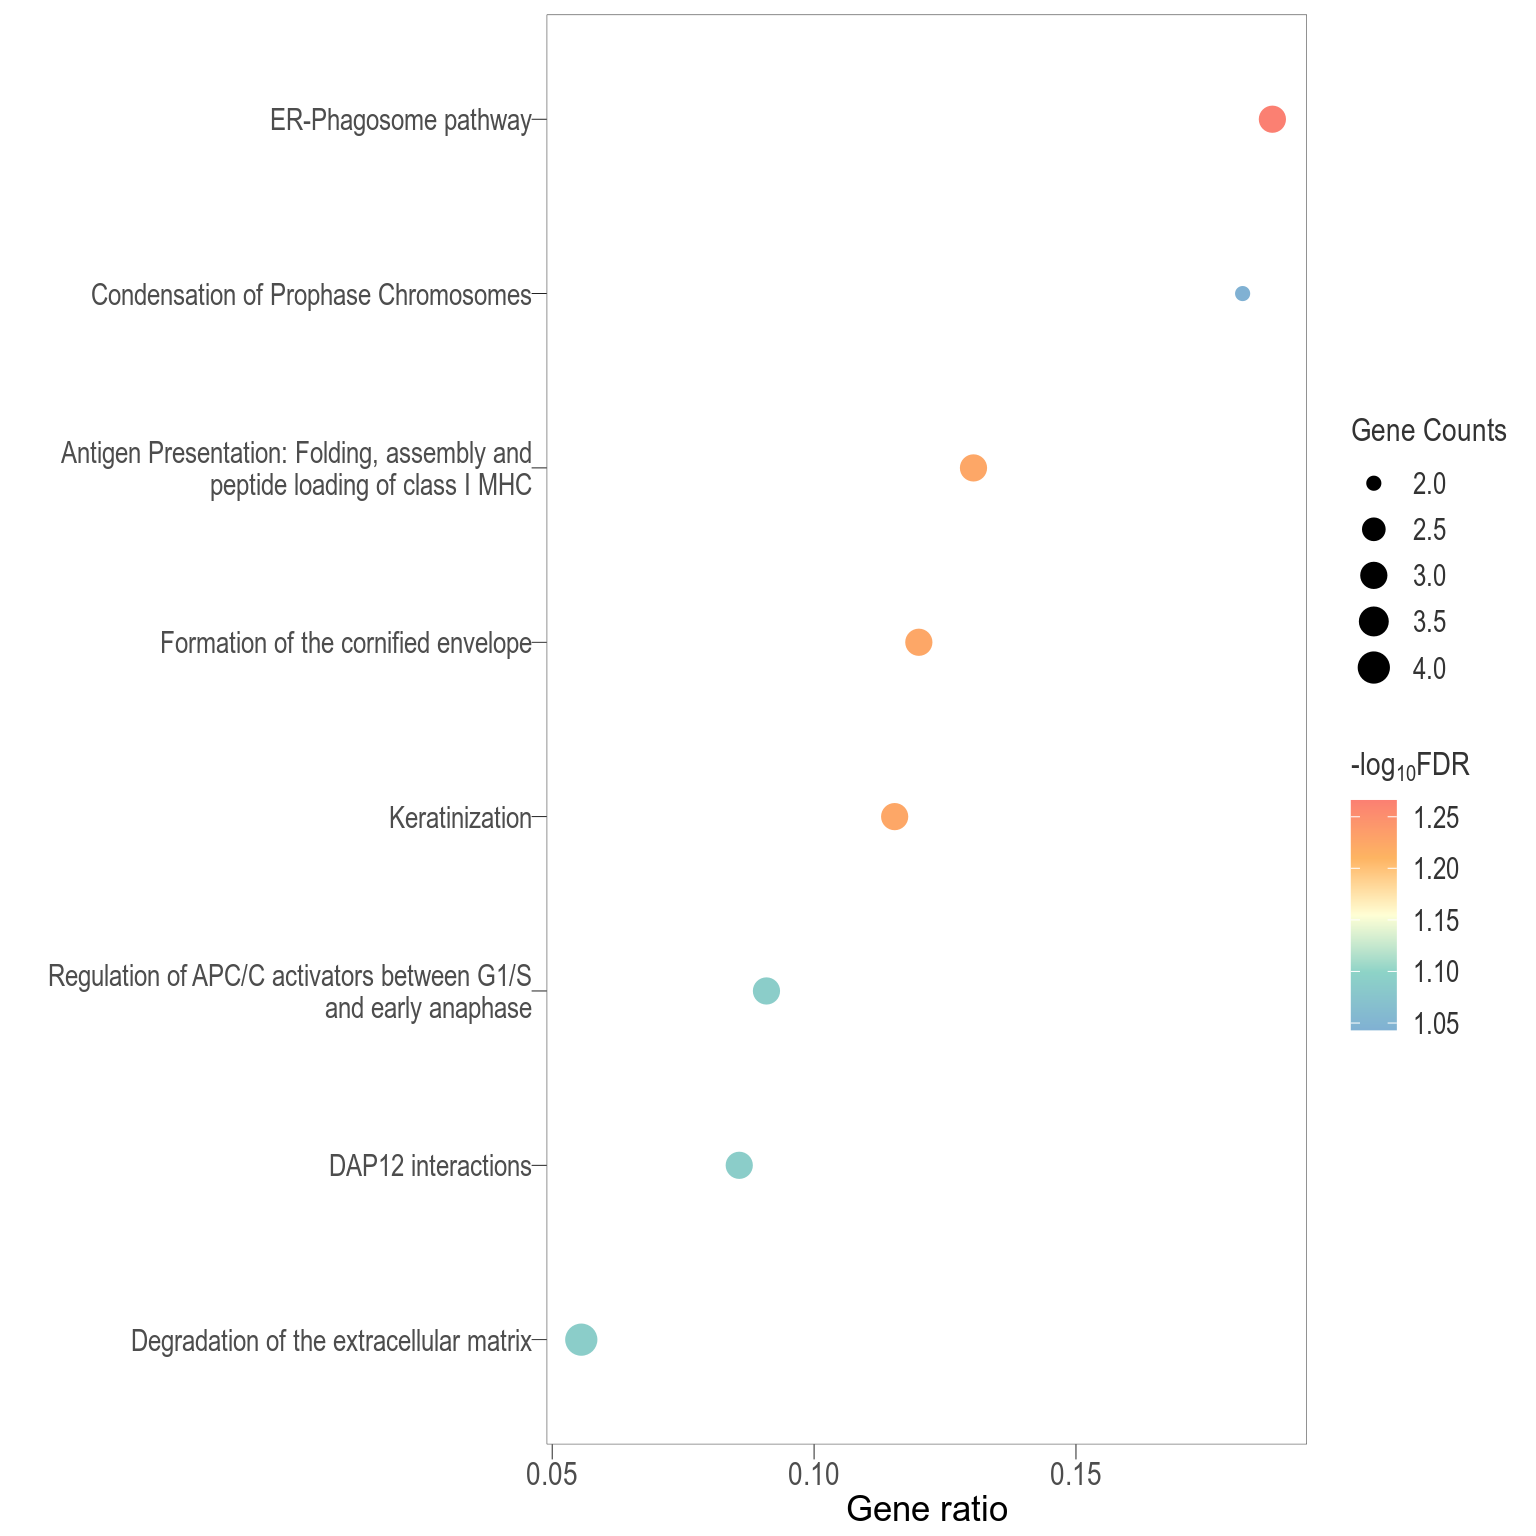 ER-Phagosome pathway
Condensation of Prophase Chromosomes
Antigen Presentation: Folding, assembly and
peptide loading of class I MHC
Formation of the cornified envelope
Keratinization
Regulation of APC/C activators between G1/S
and early anaphase
DAP12 interactions
Degradation of the extracellular matrix
0.05 0.10 0.15
Gene ratio
Gene Counts
2.0
2.5
3.0
3.5
4.0
-log₁₀FDR
1.25
1.20
1.15
1.10
1.05